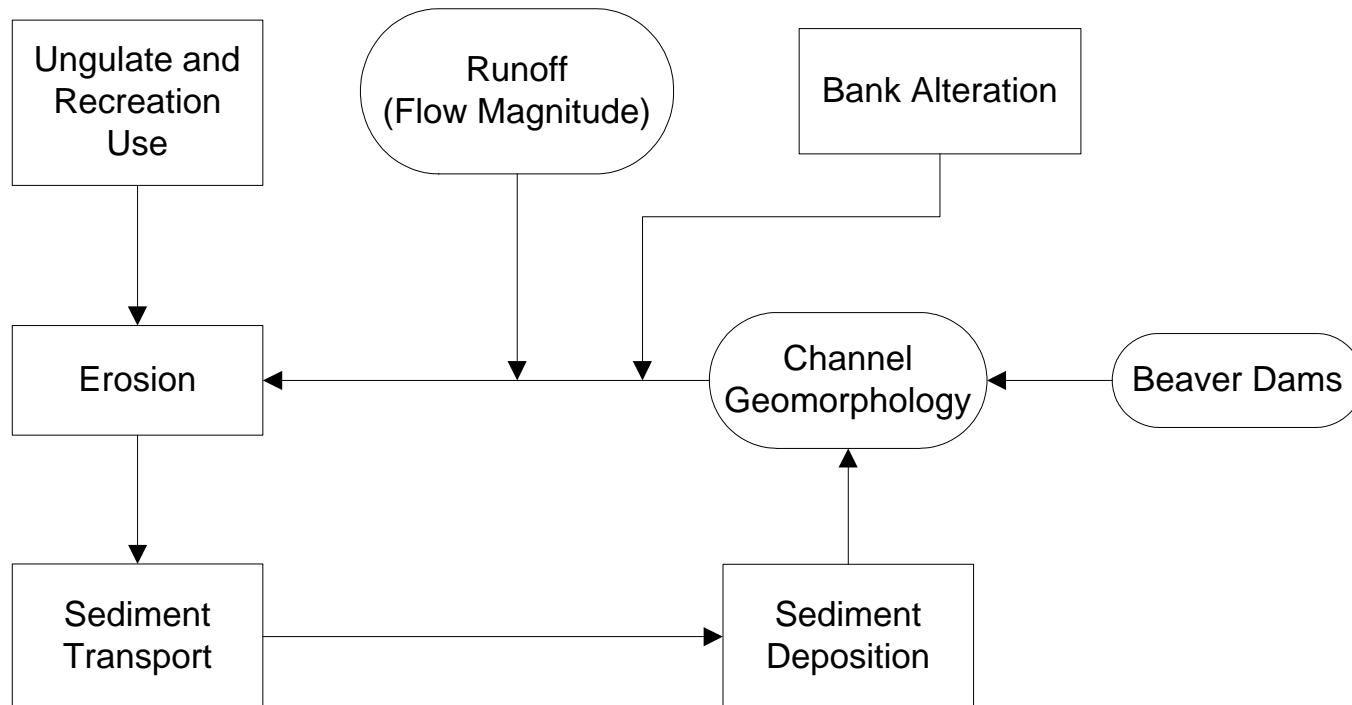 Ungulate and
Recreation
Use
Runoff
(Flow Magnitude)
Bank Alteration
Erosion
Channel
Geomorphology
Beaver Dams
Sediment
Transport
Sediment
Deposition